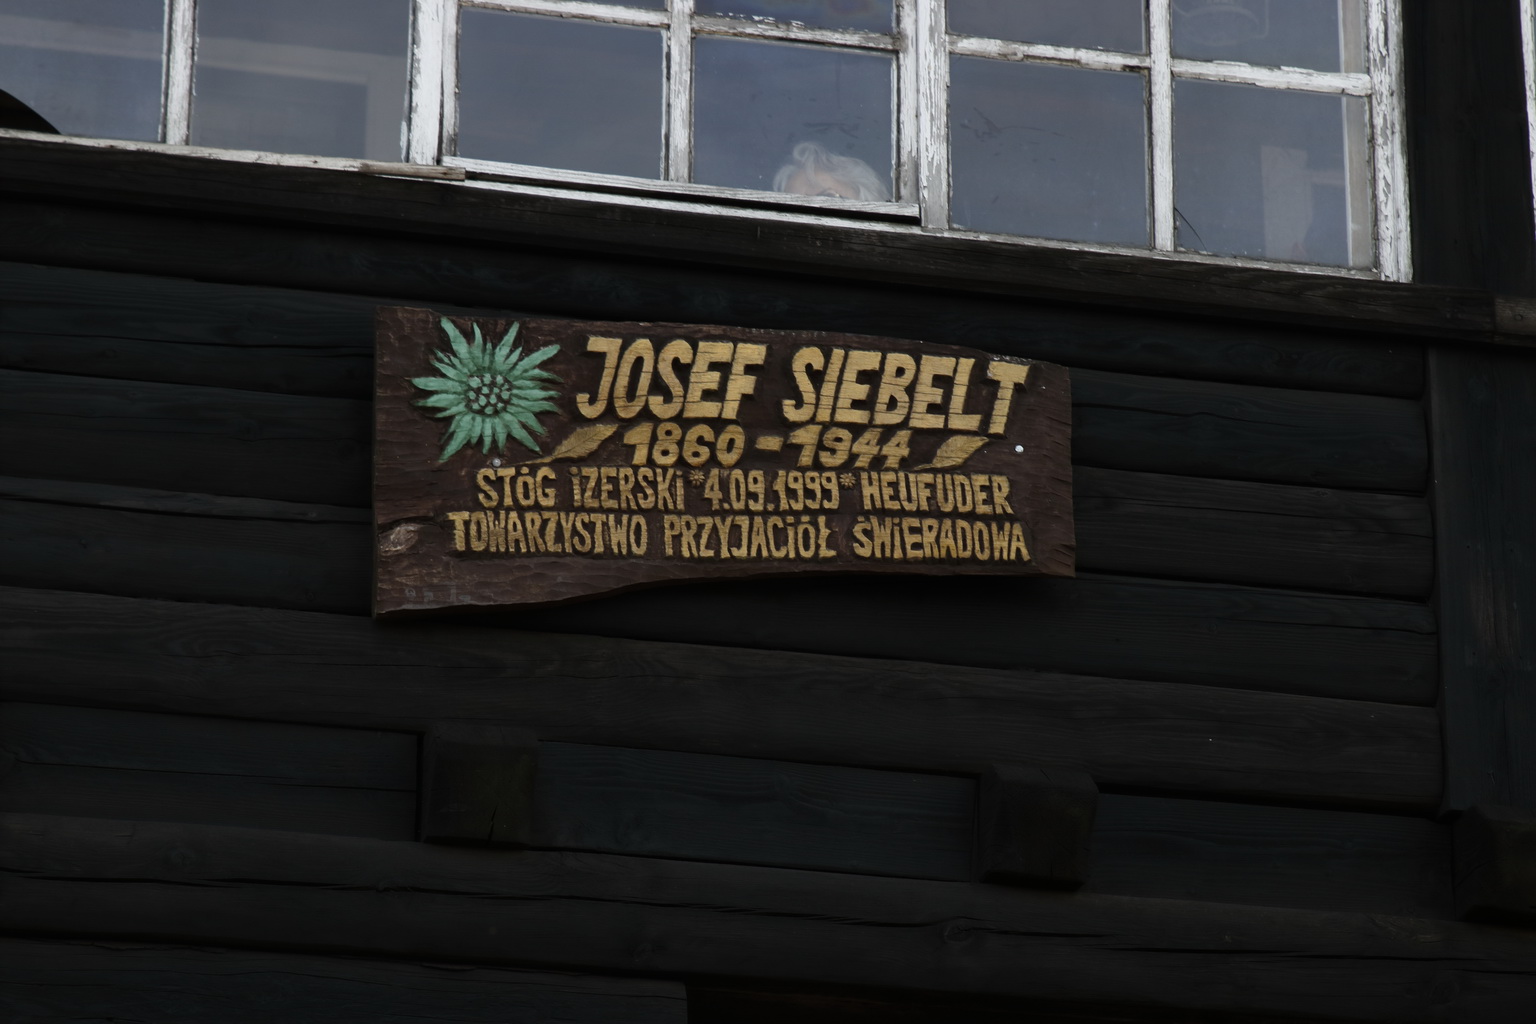 JOSEF SIEBELT
1860 - 1944
STÓG IZERSKI * 4.09.1999 * HEUFUDER
TOWARZYSTWO PRZYJACIÓŁ ŚWIERADOWA